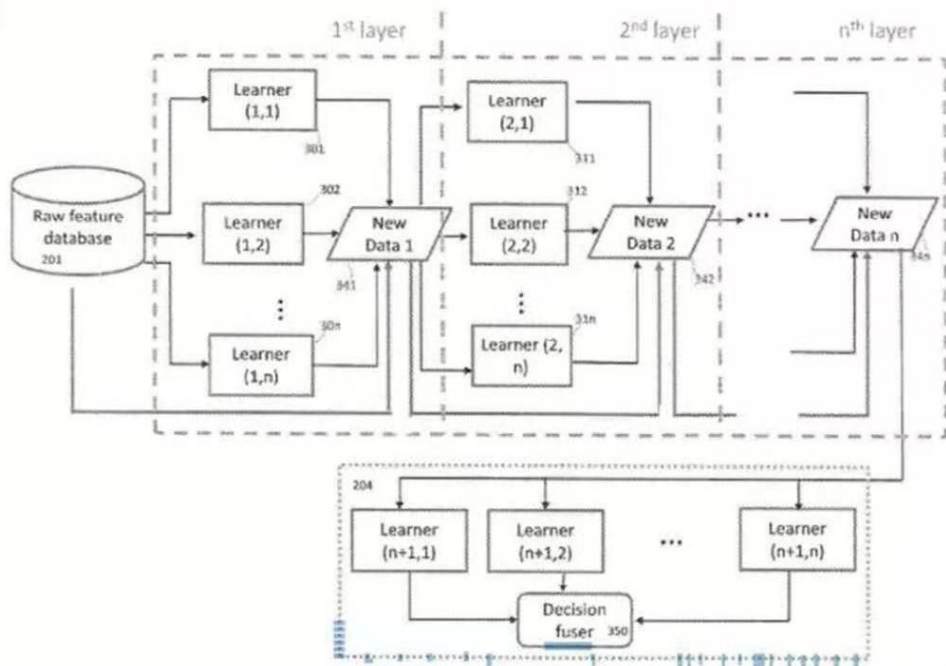 1st layer
2nd layer
nth layer
Learner
(1,1)
301
Learner
(2,1)
311
Raw feature
database
201
302
Learner
(1,2)
New
Data 1
341
312
Learner
(2,2)
New
Data 2
342
...
New
Data n
34n
...
30n
Learner
(1,n)
...
31n
Learner (2,
n)
204
Learner
(n+1,1)
Learner
(n+1,2)
...
Learner
(n+1,n)
Decision
fuser 350